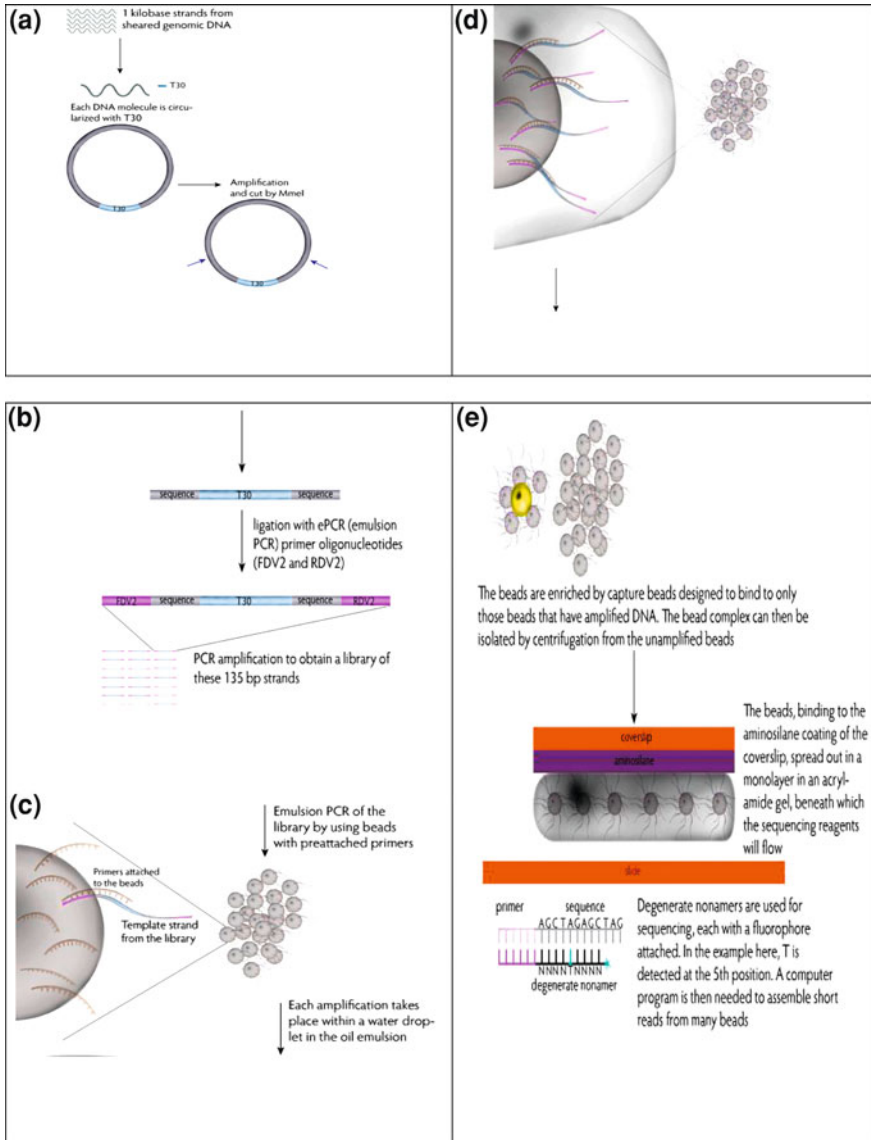 (a)
1 kilobase strands from
sheared genomic DNA
T30
Each DNA molecule is circu-
larized with T30
T30
Amplification
and cut by MmeI
T30
(b)
sequence T30 sequence
ligation with ePCR (emulsion
PCR) primer oligonucleotides
(FDV2 and RDV2)
FDV2 sequence T30 sequence RDV2
PCR amplification to obtain a library of
these 135 bp strands
(c)
Emulsion PCR of the
library by using beads
with preattached primers
Primers attached
to the beads
Template strand
from the library
Each amplification takes
place within a water drop-
let in the oil emulsion
(d)
(e)
The beads are enriched by capture beads designed to bind to only
those beads that have amplified DNA. The bead complex can then be
isolated by centrifugation from the unamplified beads
coverslip
aminosilane
The beads, binding to the
aminosilane coating of the
coverslip, spread out in a
monolayer in an acryl-
amide gel, beneath which
the sequencing reagents
will flow
slide
primer sequence
AGCTAGAGCTAG
NNNNTNNNN
degenerate nonamer
Degenerate nonamers are used for
sequencing, each with a fluorophore
attached. In the example here, T is
detected at the 5th position. A computer
program is then needed to assemble short
reads from many beads